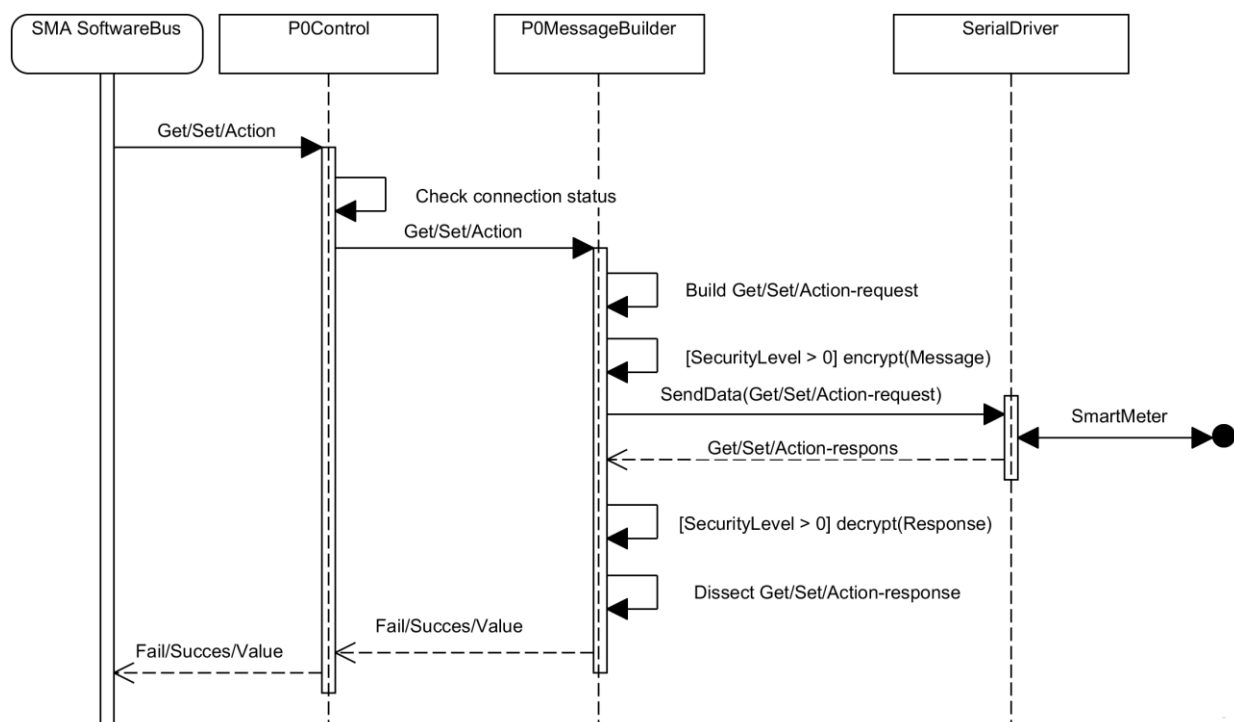 SMA SoftwareBus
P0Control
P0MessageBuilder
SerialDriver
Get/Set/Action
Check connection status
Get/Set/Action
Build Get/Set/Action-request
[SecurityLevel > 0] encrypt(Message)
SendData(Get/Set/Action-request)
SmartMeter
Get/Set/Action-respons
[SecurityLevel > 0] decrypt(Response)
Dissect Get/Set/Action-response
Fail/Succes/Value
Fail/Succes/Value